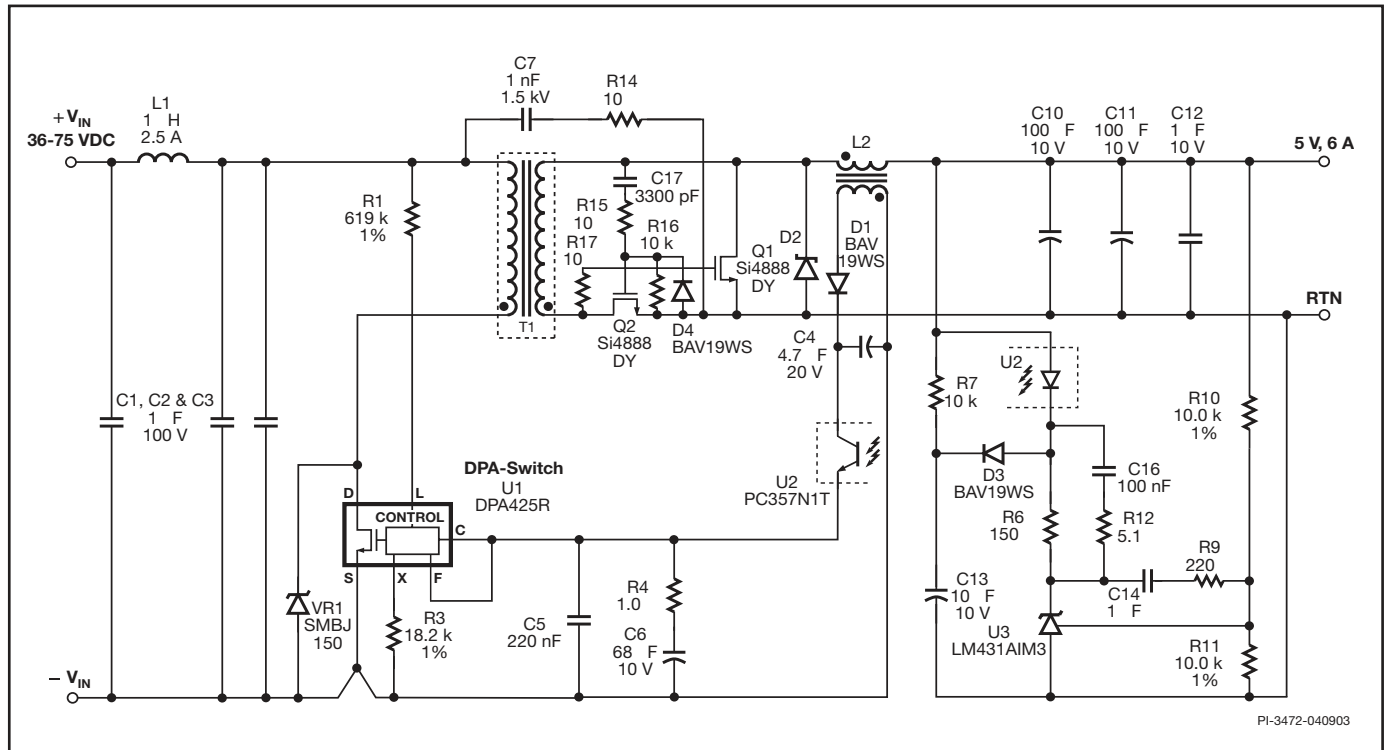 + VIN
36-75 VDC
L1
1 H
2.5 A
C7
1 nF
1.5 kV
R14
10
R1
619 k
1%
T1
C17
3300 pF
R15
10
R16
10 k
R17
10
Q1
Si4888
DY
Q2
Si4888
DY
D4
BAV19WS
D2
L2
D1
BAV
19WS
C4
4.7 F
20 V
C10
100 F
10 V
C11
100 F
10 V
C12
1 F
10 V
5 V, 6 A
RTN
C1, C2 & C3
1 F
100 V
DPA-Switch
U1
DPA425R
D
L
CONTROL
C
S
X
F
VR1
SMBJ
150
R3
18.2 k
1%
C5
220 nF
R4
1.0
C6
68 F
10 V
U2
PC357N1T
U2
R7
10 k
D3
BAV19WS
R6
150
C16
100 nF
R12
5.1
R10
10.0 k
1%
R9
220
C14
1 F
C13
10 F
10 V
U3
LM431AIM3
R11
10.0 k
1%
− VIN
PI-3472-040903